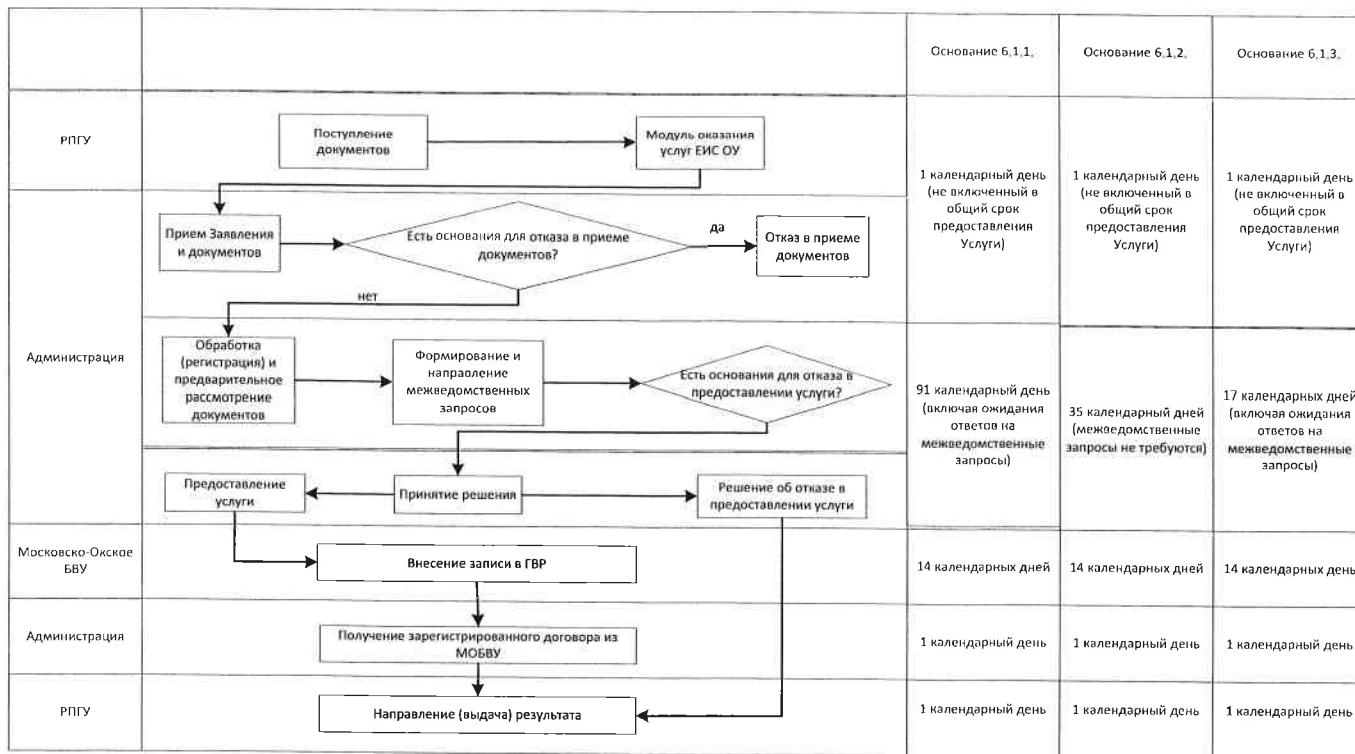 Основание 6.1.1.
Основание 6.1.2.
Основание 6.1.3.
РПГУ
Поступление
документов
Модуль оказания
услуг ЕИС ОУ
1 календарный день
(не включенный в
общий срок
предоставления
Услуги)
1 календарный день
(не включенный в
общий срок
предоставления
Услуги)
1 календарный день
(не включенный в
общий срок
предоставления
Услуги)
Администрация
Прием Заявления
и документов
Есть основания для отказа в приеме
документов?
да
Отказ в приеме
документов
нет
Обработка
(регистрация) и
предварительное
рассмотрение
документов
Формирование и
направление
межведомственных
запросов
Есть основания для отказа в
предоставлении услуги?
91 календарный день
(включая ожидания
ответов на
межведомственные
запросы)
35 календарный дней
(межведомственные
запросы не требуются)
17 календарных дней
(включая ожидания
ответов на
межведомственные
запросы)
Предоставление
услуги
Принятие решения
Решение об отказе в
предоставлении услуги
Московско-Окское
БВУ
Внесение записи в ГВР
14 календарных дней
14 календарных дней
14 календарных день
Администрация
Получение зарегистрированного договора из
МОБВУ
1 календарный день
1 календарный день
1 календарный день
РПГУ
Направление (выдача) результата
1 календарный день
1 календарный день
1 календарный день